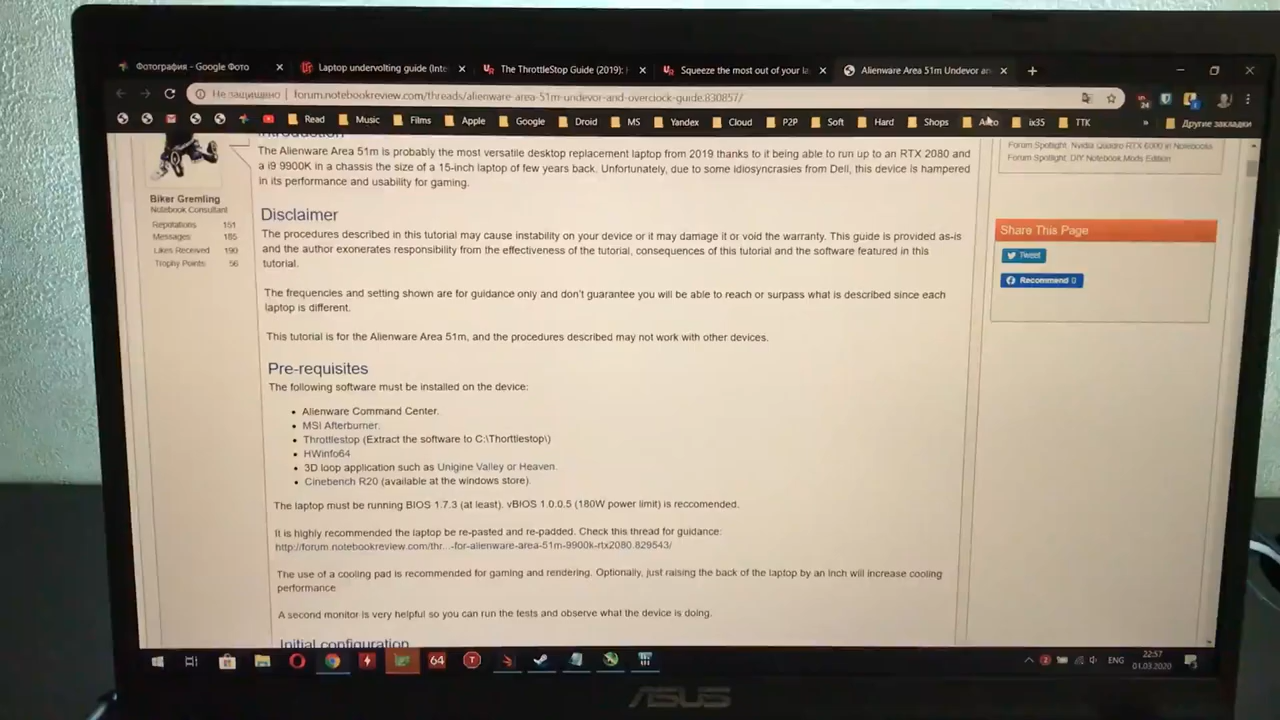 Фотография - Google Фото
Laptop undervolting guide (Inte
The ThrottleStop Guide (2019):
Squeeze the most out of your la
Alienware Area 51m Undevor an
Не защищено | forum.notebookreview.com/threads/alienware-area-51m-undevor-and-overclock-guide.830857/
Read Music Films Apple Google Droid MS Yandex Cloud P2P Soft Hard Shops ix35 TTK » Другие закладки
Introduction
The Alienware Area 51m is probably the most versatile desktop replacement laptop from 2019 thanks to it being able to run up to an RTX 2080 and
a i9 9900K in a chassis the size of a 15-inch laptop of few years back. Unfortunately, due to some Idiosyncrasies from Dell, this device is hampered
in its performance and usability for gaming.
Forum Spotlight: Nvidia Quadro RTX 6000 in Notebooks
Forum Spotlight: DIY Notebook Mods Edition
Biker Gremling
Notebook Consultant
Reputations: 151
Messages: 185
Likes Received: 190
Trophy Points: 56
Disclaimer
The procedures described in this tutorial may cause instability on your device or it may damage it or void the warranty. This guide is provided as-is
and the author exonerates responsibility from the effectiveness of the tutorial, consequences of this tutorial and the software featured in this
tutorial.
Share This Page
Tweet
Recommend 0
The frequencies and setting shown are for guidance only and don't guarantee you will be able to reach or surpass what is described since each
laptop is different.
This tutorial is for the Alienware Area 51m, and the procedures described may not work with other devices.
Pre-requisites
The following software must be installed on the device:
• Alienware Command Center.
• MSI Afterburner.
• Throttlestop (Extract the software to C:\Thorttlestop\)
• HWinfo64
• 3D loop application such as Unigine Valley or Heaven.
• Cinebench R20 (available at the windows store).
The laptop must be running BIOS 1.7.3 (at least). vBIOS 1.0.0.5 (180W power limit) is reccomended.
It is highly recommended the laptop be re-pasted and re-padded. Check this thread for guidance:
http://forum.notebookreview.com/thr...-for-alienware-area-51m-9900k-rtx2080.829543/
The use of a cooling pad is recommended for gaming and rendering. Optionally, just raising the back of the laptop by an inch will increase cooling
performance
A second monitor is very helpful so you can run the tests and observe what the device is doing.
Initial configuration
64
ENG
22:57
01.03.2020
ASUS